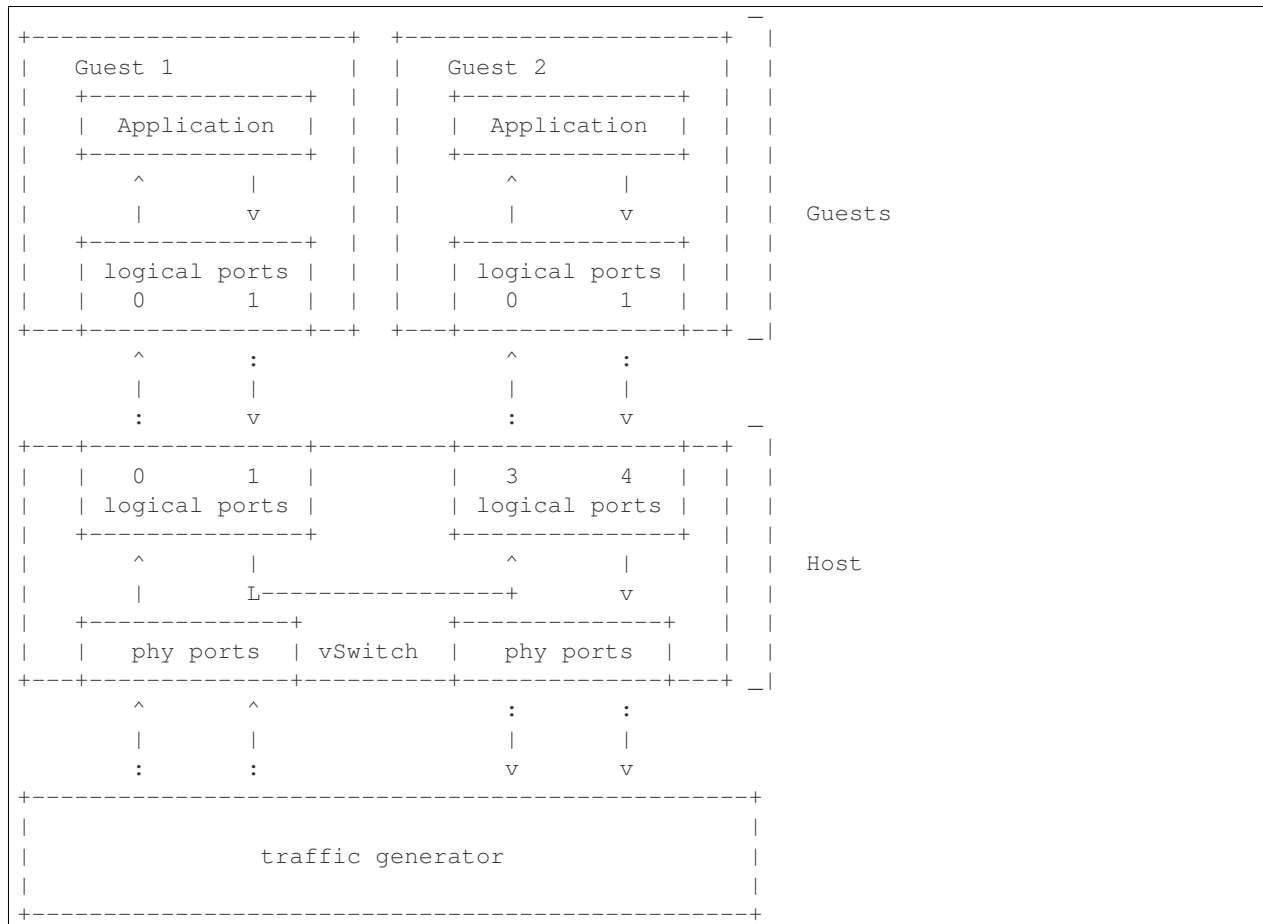 _
+----------------------+  +----------------------+  |
|   Guest 1            |  |   Guest 2            |  |
|   +---------------+  |  |   +---------------+  |  |
|   |  Application  |  |  |   |  Application  |  |  |
|   +---------------+  |  |   +---------------+  |  |
|       ^       |      |  |       ^       |      |  |
|       |       v      |  |       |       v      |  |  Guests
|   +---------------+  |  |   +---------------+  |  |
|   | logical ports |  |  |   | logical ports |  |  |
|   |   0       1   |  |  |   |   0       1   |  |  |
+---+---------------+--+  +---+---------------+--+ _|
        ^       :                 ^       :
        |       |                 |       |
        :       v                 :       v         _
+---+---------------+---------+---------------+--+  |
|   |   0       1   |         |   3       4   |  |  |
|   | logical ports |         | logical ports |  |  |
|   +---------------+         +---------------+  |  |
|       ^       |                 ^       |      |  |  Host
|       |       L-----------------+       v      |  |
|   +--------------+          +--------------+   |  |
|   |   phy ports  | vSwitch  |   phy ports  |   |  |
+---+--------------+----------+--------------+---+ _|
        ^       ^                 :       :
        |       |                 |       |
        :       :                 v       v
+--------------------------------------------------+
|                                                  |
|                traffic generator                 |
|                                                  |
+--------------------------------------------------+